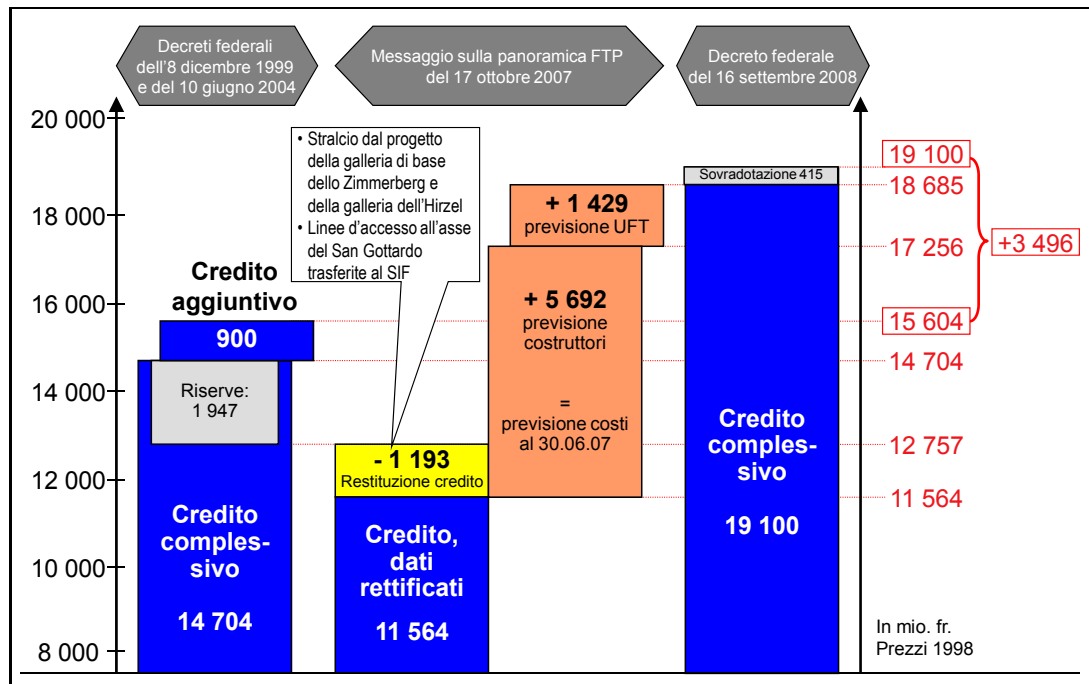 Decreti federali
dell'8 dicembre 1999
e del 10 giugno 2004
Messaggio sulla panoramica FTP
del 17 ottobre 2007
Decreto federale
del 16 settembre 2008
20 000
18 000
16 000
14 000
12 000
10 000
8 000
Credito
aggiuntivo
900
Riserve:
1 947
Credito
comples-
sivo
14 704
• Stralcio dal progetto
della galleria di base
dello Zimmerberg e
della galleria dell'Hirzel
• Linee d'accesso all'asse
del San Gottardo
trasferite al SIF
- 1 193
Restituzione credito
Credito,
dati
rettificati
11 564
+ 1 429
previsione UFT
+ 5 692
previsione
costruttori
=
previsione costi
al 30.06.07
Sovradotazione 415
Credito
comples-
sivo
19 100
19 100
18 685
17 256
15 604
14 704
12 757
11 564
+3 496
In mio. fr.
Prezzi 1998